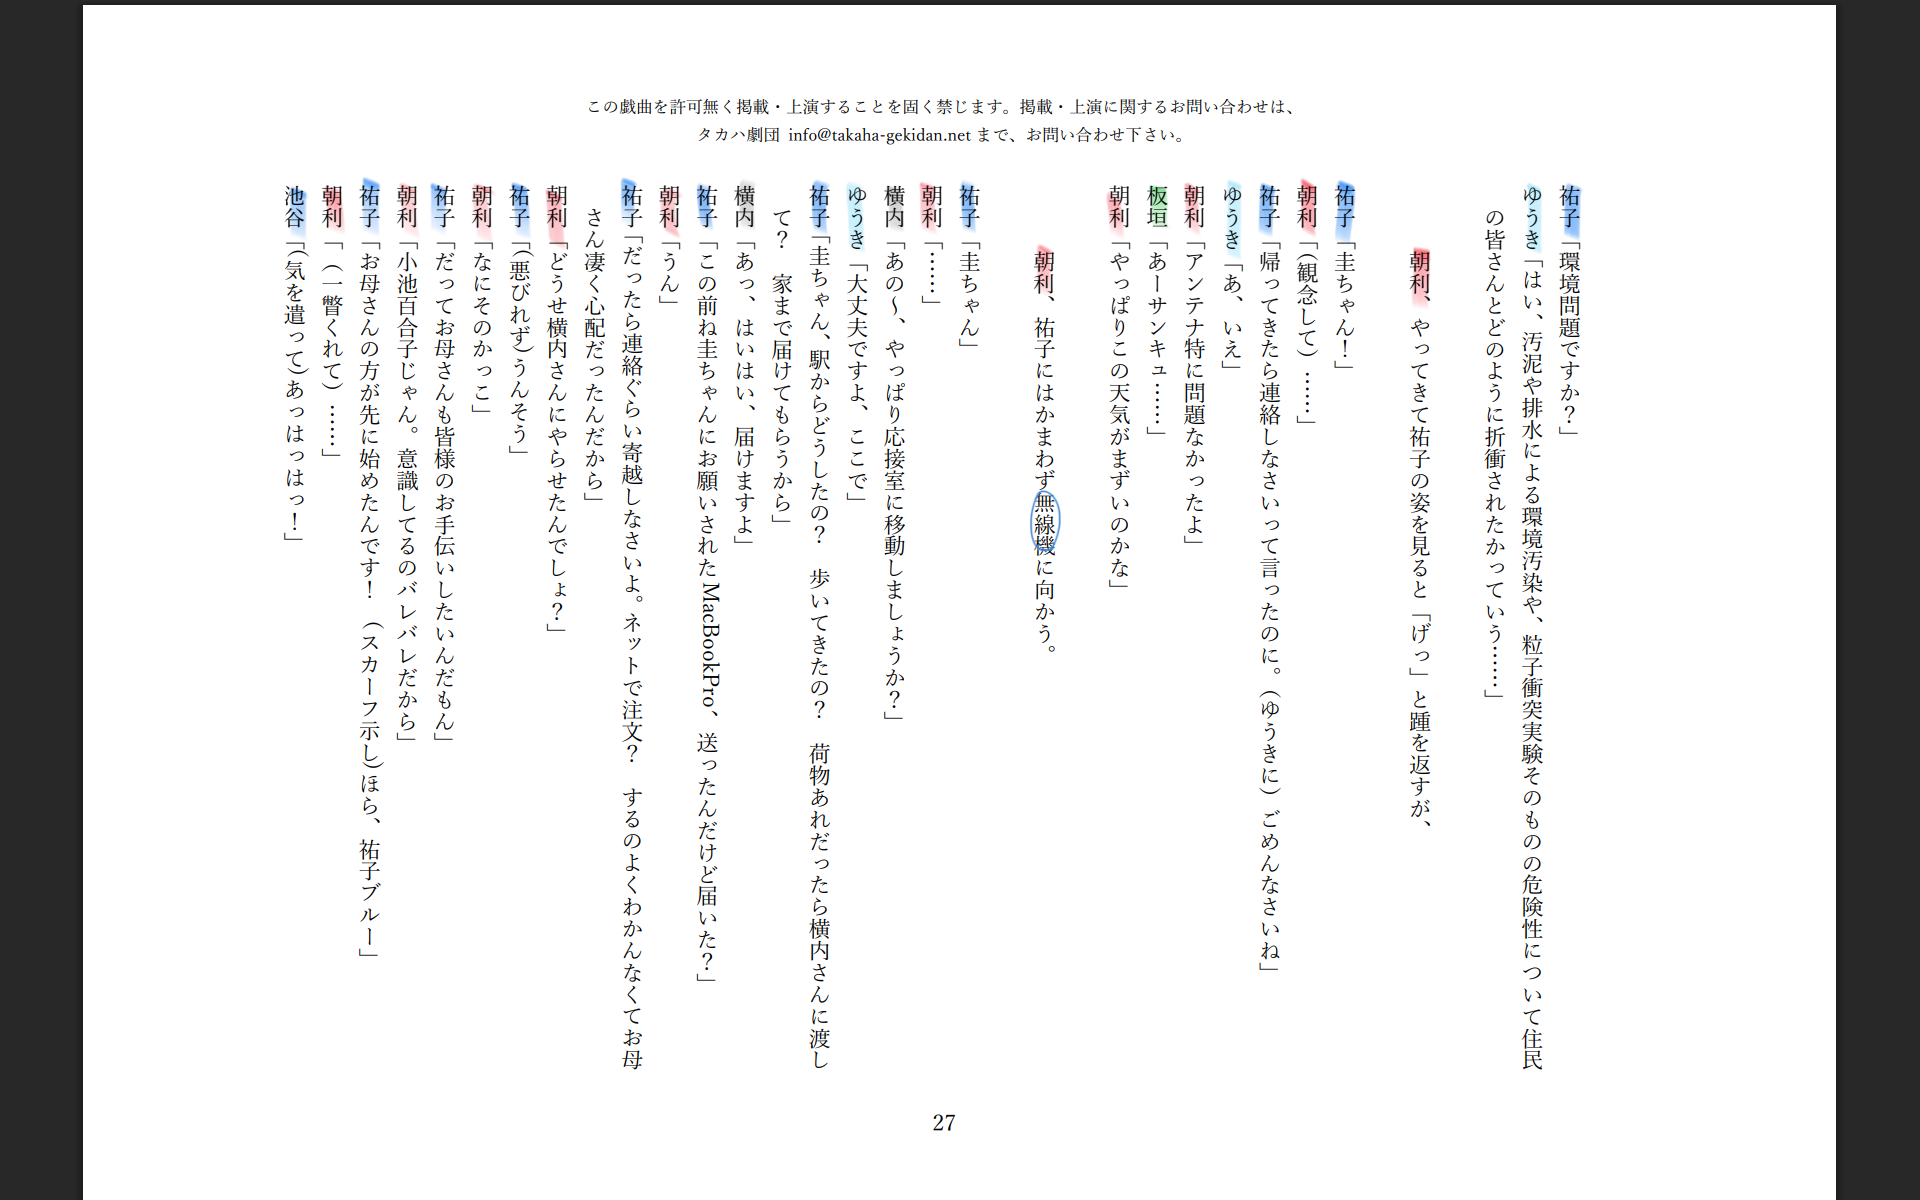 この戯曲を許可無く掲載・上演することを固く禁じます。掲載・上演に関するお問い合わせは、
タカハ劇団 info@takaha-gekidan.net まで、お問い合わせ下さい。
祐子「環境問題ですか？」
ゆうき「はい、汚泥や排水による環境汚染や、粒子衝突実験そのものの危険性について住民
の皆さんとどのように折衝されたかっていう……」
朝利、やってきて祐子の姿を見ると「げっ」と踵を返すが、
祐子「圭ちゃん！」
朝利「（観念して）……」
祐子「帰ってきたら連絡しなさいって言ったのに。（ゆうきに）ごめんなさいね」
ゆうき「あ、いえ」
朝利「アンテナ特に問題なかったよ」
板垣「あーサンキュ……」
朝利「やっぱりこの天気がまずいのかな」
朝利、祐子にはかまわず無線機に向かう。
祐子「圭ちゃん」
朝利「……」
横内「あの～、やっぱり応接室に移動しましょうか？」
ゆうき「大丈夫ですよ、ここで」
祐子「圭ちゃん、駅からどうしたの？　歩いてきたの？　荷物あれだったら横内さんに渡し
て？　家まで届けてもらうから」
横内「あっ、はいはい、届けますよ」
祐子「この前ね圭ちゃんにお願いされたMacBookPro、送ったんだけど届いた？」
朝利「うん」
祐子「だったら連絡ぐらい寄越しなさいよ。ネットで注文？　するのよくわかんなくてお母
さん凄く心配だったんだから」
朝利「どうせ横内さんにやらせたんでしょ？」
祐子「（悪びれず）うんそう」
朝利「なにそのかっこ」
祐子「だってお母さんも皆様のお手伝いしたいんだもん」
朝利「小池百合子じゃん。意識してるのバレバレだから」
祐子「お母さんの方が先に始めたんです！（スカーフ示し）ほら、祐子ブルー」
朝利「（一瞥くれて）……」
池谷「（気を遣って）あっはっはっ！」
27